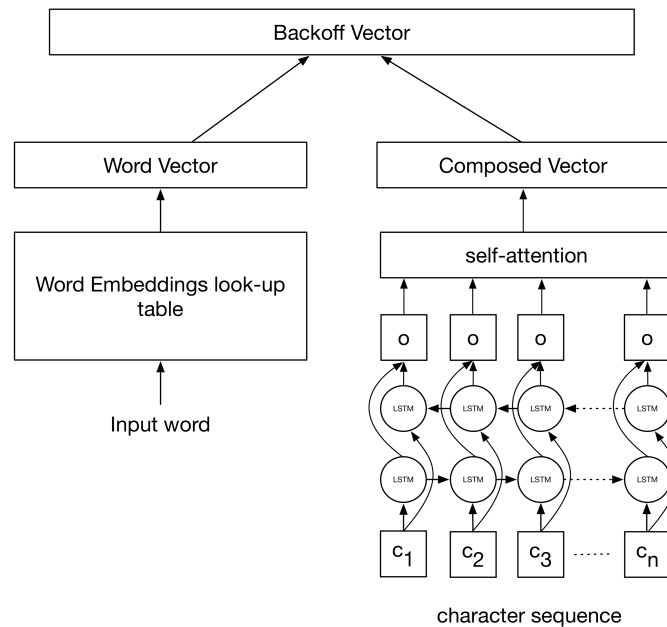 Backoff Vector
Word Vector
Composed Vector
Word Embeddings look-up
table
self-attention
o o o o
LSTM LSTM LSTM LSTM
Input word
LSTM LSTM LSTM LSTM
c1 c2 c3 cn
character sequence